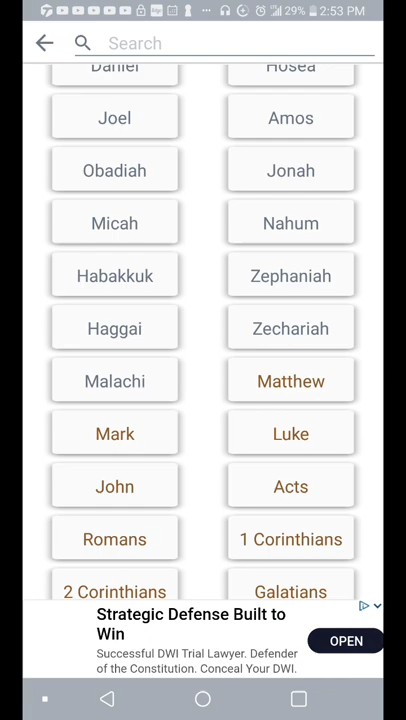 29% 2:53 PM
Search
Daniel Hosea
Joel Amos
Obadiah Jonah
Micah Nahum
Habakkuk Zephaniah
Haggai Zechariah
Malachi Matthew
Mark Luke
John Acts
Romans 1 Corinthians
2 Corinthians Galatians
Strategic Defense Built to
Win
Successful DWI Trial Lawyer. Defender
of the Constitution. Conceal Your DWI.
OPEN